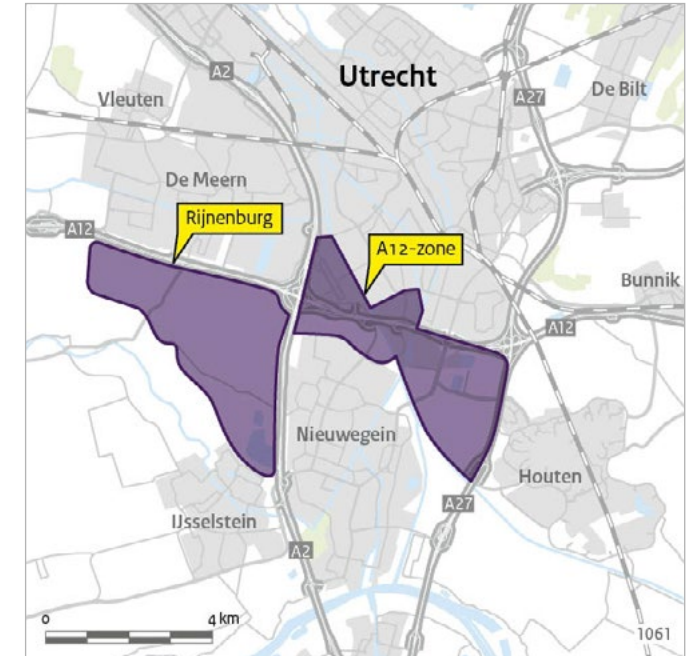 Utrecht
A2
A27
De Bilt
Vleuten
De Meern
A12
Rijnenburg
A12-zone
Bunnik
A12
Nieuwegein
Houten
A27
IJsselstein
A2
0 4 km
1061